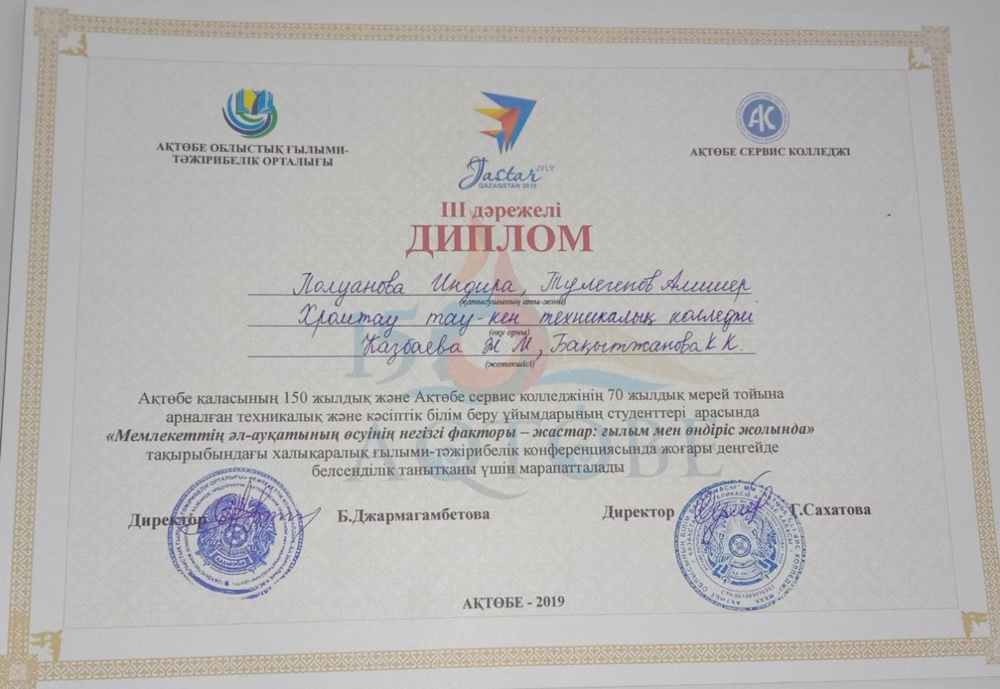 АҚТӨБЕ ОБЛЫСТЫҚ ҒЫЛЫМИ-
ТӘЖІРИБЕЛІК ОРТАЛЫҒЫ
Jastar JYLY
QAZAQSTAN 2019
АК
АҚТӨБЕ СЕРВИС КОЛЛЕДЖІ
III дәрежелі
ДИПЛОМ
Полуанова Индира, Тулегенов Алишер
(қатысушының аты-жөні)
Хромтау тау-кен техникалық колледжі
(оқу орны)
Казбаева Ж.М, Бақытжанова К К.
(жетекшісі)
150
AQTÓBE
Ақтөбе қаласының 150 жылдық және Ақтөбе сервис колледжінің 70 жылдық мерей тойына
арналған техникалық және кәсіптік білім беру ұйымдарының студенттері арасында
«Мемлекеттің әл-ауқатының өсуінің негізгі факторы – жастар: ғылым мен өндіріс жолында»
тақырыбындағы халықаралық ғылыми-тәжірибелік конференциясында жоғары деңгейде
белсенділік танытқаны үшін марапатталады
Директор Б.Джармагамбетова
Директор Г.Сахатова
АҚТӨБЕ - 2019